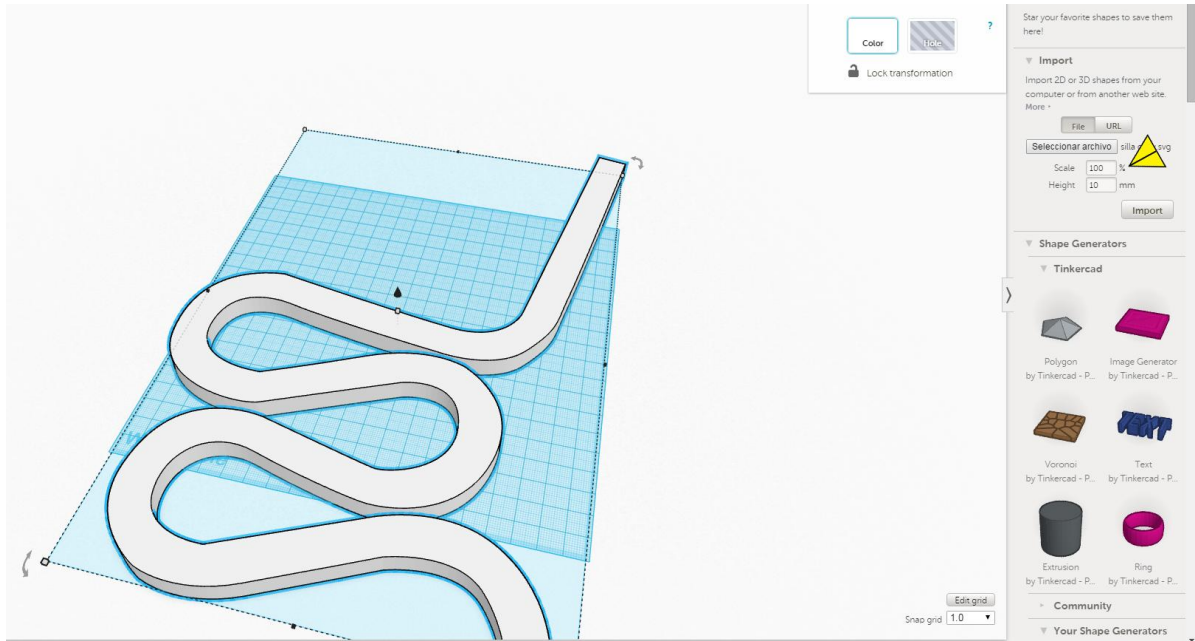 Color
Hole
?
Lock transformation
Star your favorite shapes to save them
here!
Import
Import 2D or 3D shapes from your
computer or from another web site.
More
File URL
Seleccionar archivo silla svg
Scale 100 %
Height 10 mm
Import
Shape Generators
Tinkercad
Polygon Image Generator
by Tinkercad - P... by Tinkercad - P...
Voronoi Text
by Tinkercad - P... by Tinkercad - P...
Extrusion Ring
by Tinkercad - P... by Tinkercad - P...
Community
Your Shape Generators
Edit grid
Snap grid 1.0